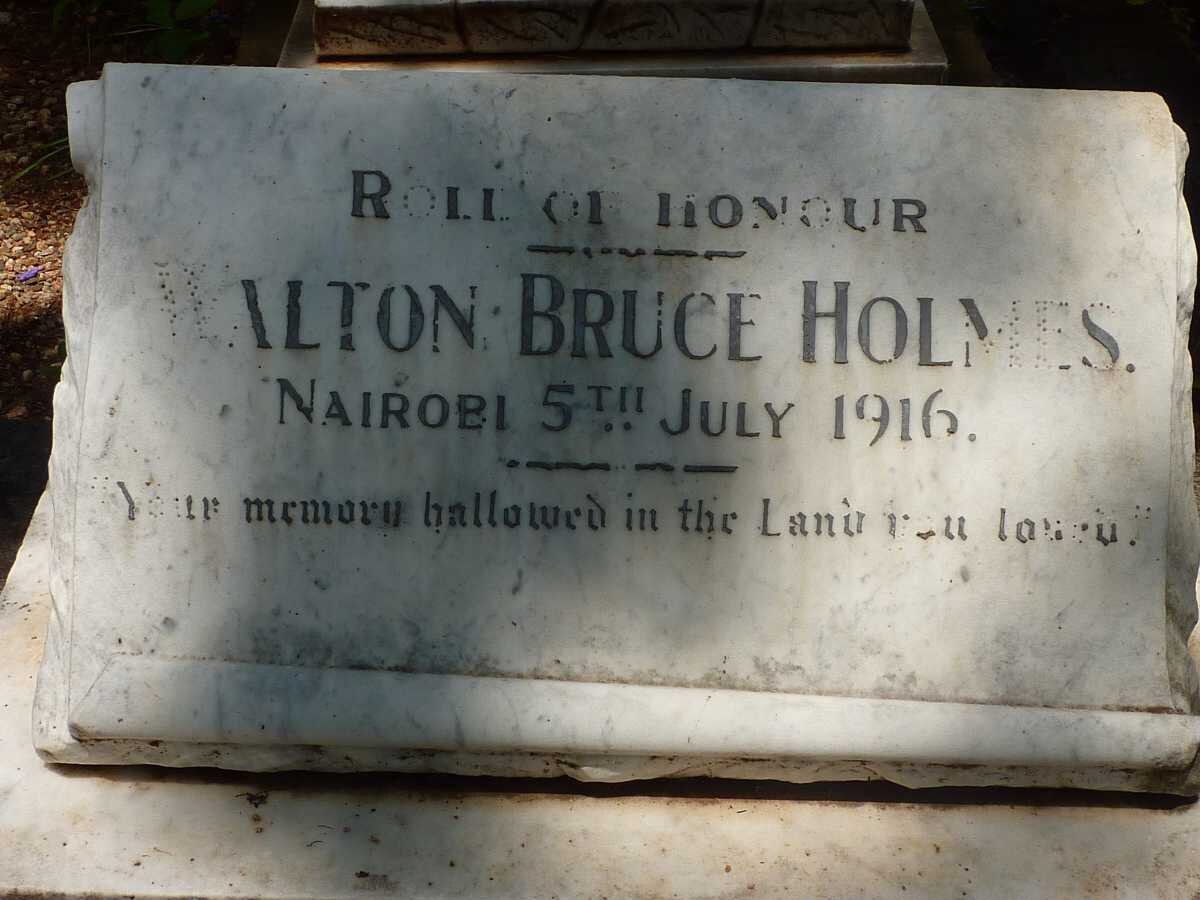 ROLL OF HONOUR
WALTON BRUCE HOLMES.
NAIROBI 5TH JULY 1916.
"Your memory hallowed in the Land you loved."